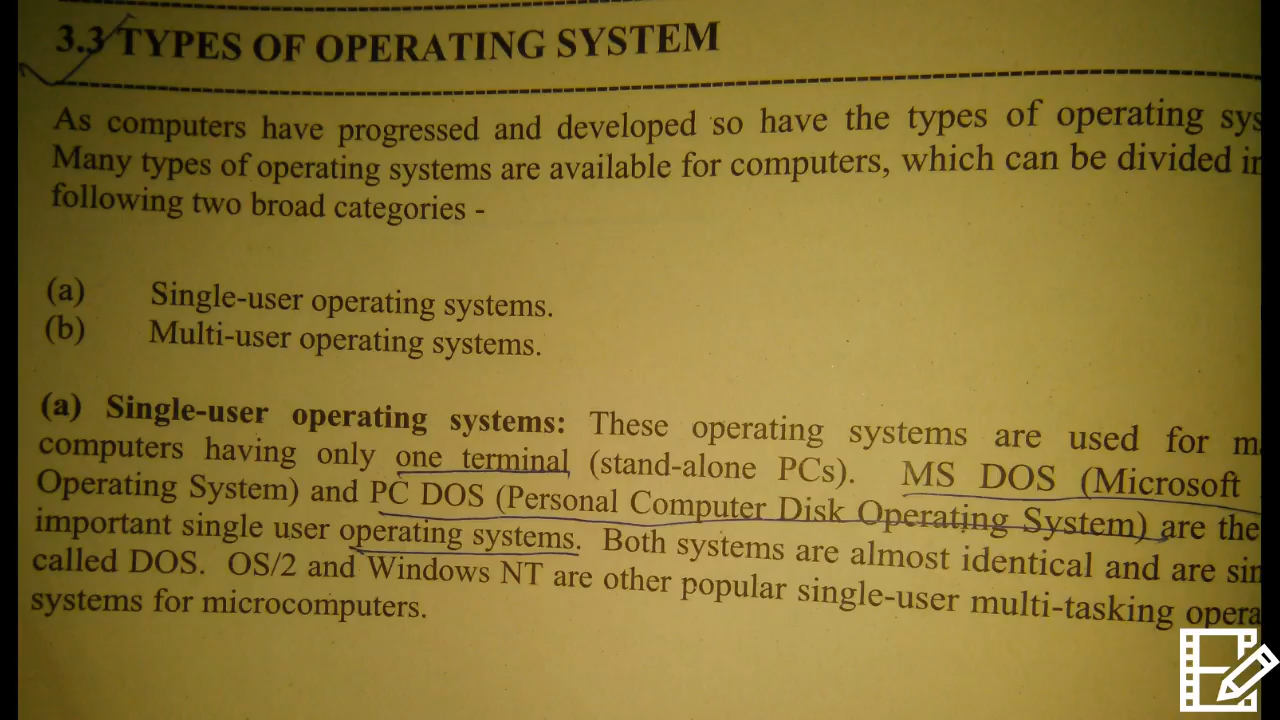 3.3 TYPES OF OPERATING SYSTEM
As computers have progressed and developed so have the types of operating sys
Many types of operating systems are available for computers, which can be divided in
following two broad categories -
(a) Single-user operating systems.
(b) Multi-user operating systems.
(a) Single-user operating systems: These operating systems are used for m
computers having only one terminal (stand-alone PCs). MS DOS (Microsoft
Operating System) and PC DOS (Personal Computer Disk Operating System) are the
important single user operating systems. Both systems are almost identical and are sim
called DOS. OS/2 and Windows NT are other popular single-user multi-tasking opera
systems for microcomputers.